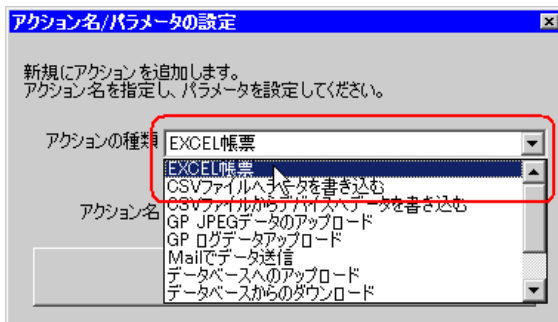 アクション名/パラメータの設定
新規にアクションを追加します。
アクション名を指定し、パラメータを設定してください。
アクションの種類 EXCEL帳票
EXCEL帳票
CSVファイルへデータを書き込む
アクション名 CSVファイルからデバイスへデータを書き込む
GP JPEGデータのアップロード
GP ログデータアップロード
Mailでデータ送信
データベースへのアップロード
データベースからのダウンロード